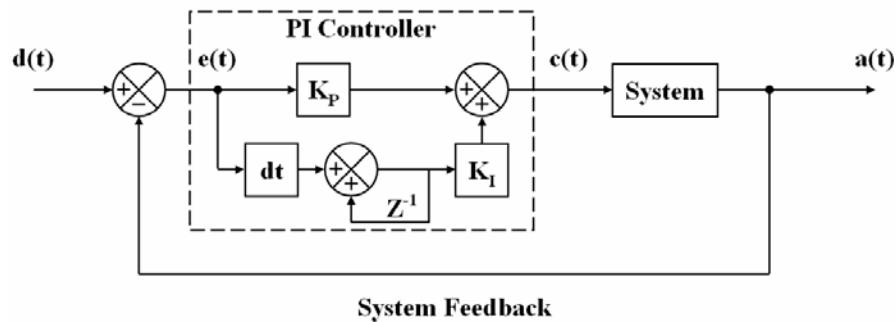 PI Controller
d(t)
e(t)
c(t)
a(t)
+
−
K_P
+
+
System
dt
+
+
K_I
Z^-1
System Feedback